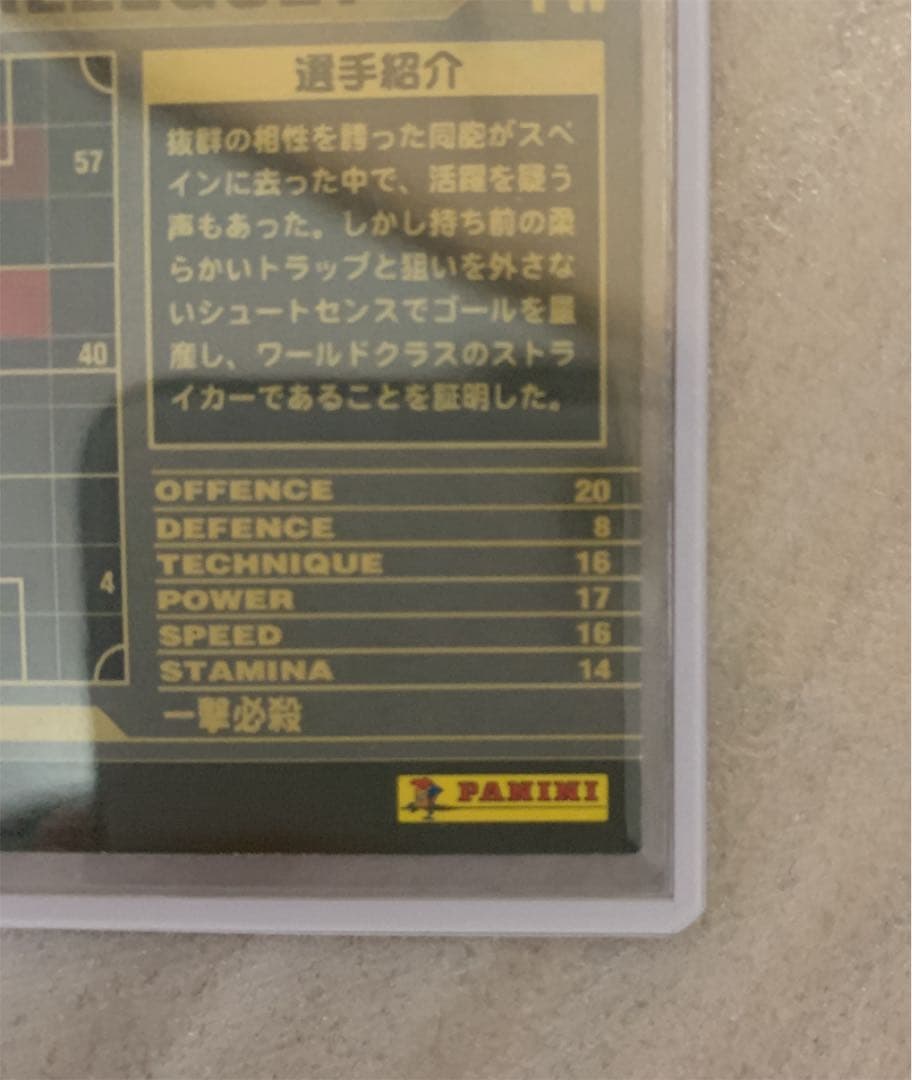 FW
選手紹介
抜群の相性を誇った同胞がスペ
インに去った中で、活躍を疑う
声もあった。しかし持ち前の柔
らかいトラップと狙いを外さな
いシュートセンスでゴールを量
産し、ワールドクラスのストラ
イカーであることを証明した。
57
40
4
OFFENCE 20
DEFENCE 8
TECHNIQUE 16
POWER 17
SPEED 16
STAMINA 14
一撃必殺
PANINI